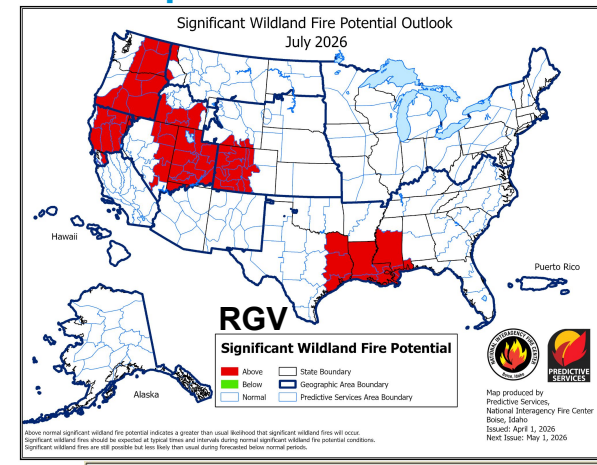 Significant Wildland Fire Potential Outlook
July 2026
Hawaii
Puerto Rico
Alaska
RGV
Significant Wildland Fire Potential
Above
Below
Normal
State Boundary
Geographic Area Boundary
Predictive Services Area Boundary
NATIONAL INTERAGENCY FIRE CENTER
PREDICTIVE
SERVICES
Map produced by
Predictive Services,
National Interagency Fire Center
Boise, Idaho
Issued: April 1, 2026
Next Issue: May 1, 2026
Above normal significant wildland fire potential indicates a greater than usual likelihood that significant wildland fires will occur.
Significant wildland fires should be expected at typical times and intervals during normal significant wildland fire potential conditions.
Significant wildland fires are still possible but less likely than usual during forecasted below normal periods.